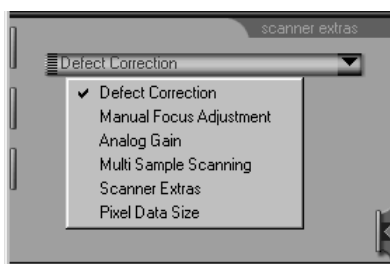 scanner extras
Defect Correction
Defect Correction
Manual Focus Adjustment
Analog Gain
Multi Sample Scanning
Scanner Extras
Pixel Data Size